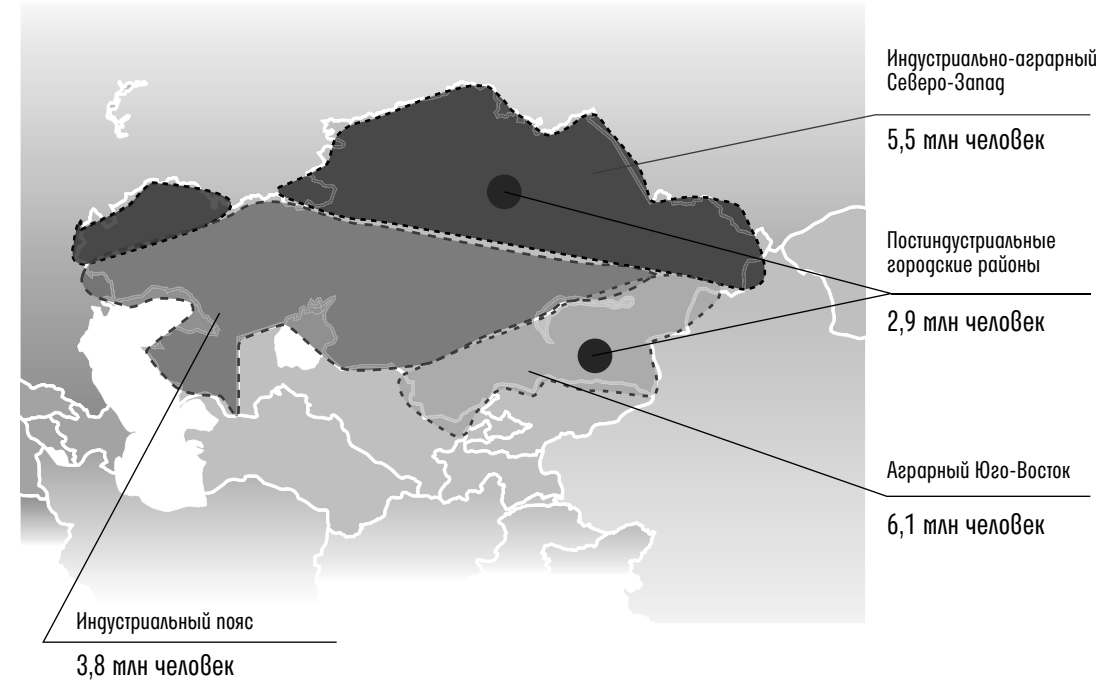 Индустриально-аграрный
Северо-Запад
5,5 млн человек
Постиндустриальные
городские районы
2,9 млн человек
Аграрный Юго-Восток
6,1 млн человек
Индустриальный пояс
3,8 млн человек